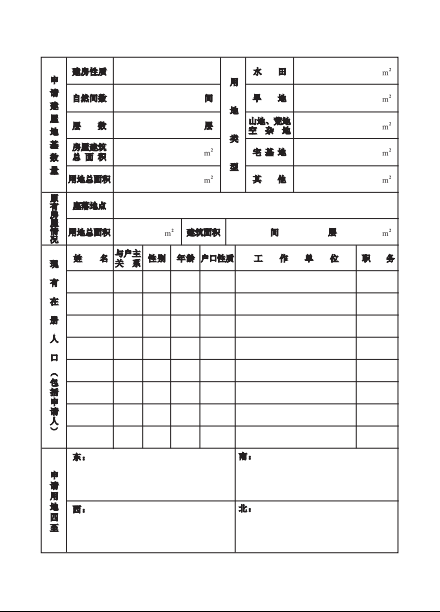 申请建屋地基数量
建房性质
用地类型
水 田 m²
自然间数 间
旱 地 m²
层 数 层
山地、荒地
空 杂 地 m²
房屋建筑
总 面 积 m²
宅 基 地 m²
用地总面积 m²
其 他 m²
原有房屋情况
座落地点
用地总面积 m² 建筑面积 间 层 m²
现有在册人口（包括申请人）
姓 名 与户主关 系 性别 年龄 户口性质 工 作 单 位 职 务
申请用地四至
东： 南：
西： 北：